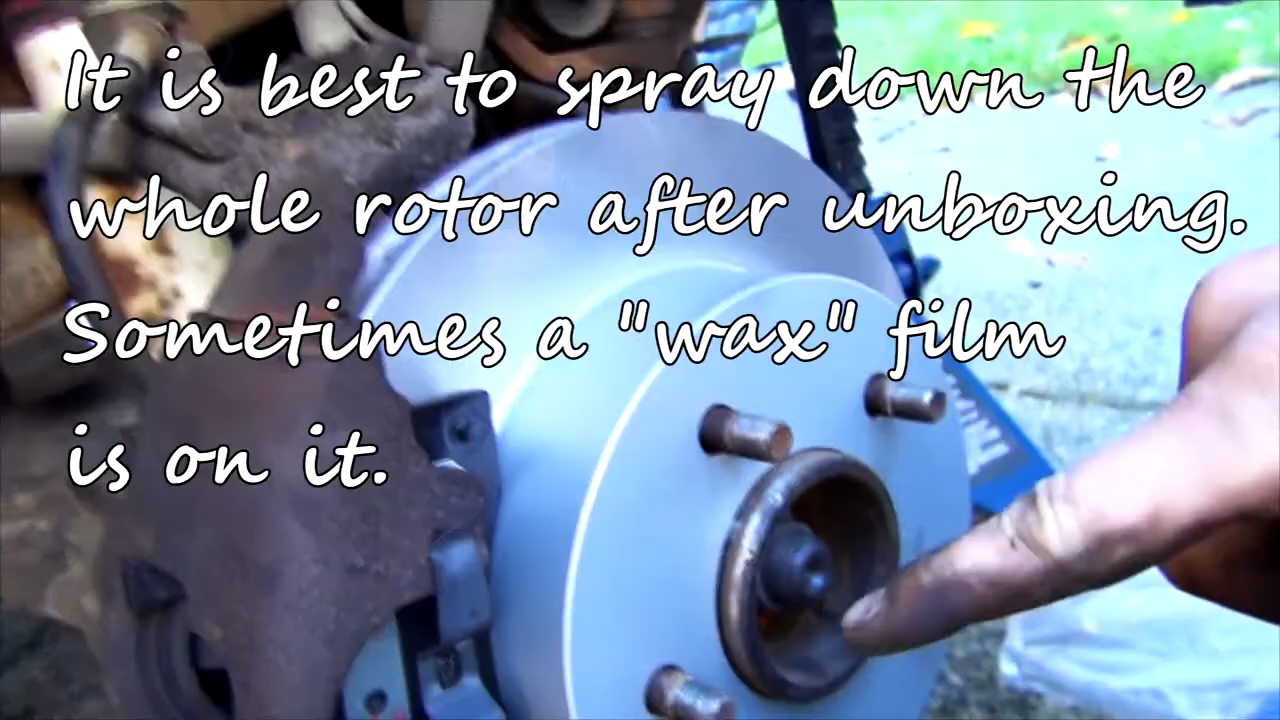 It is best to spray down the
whole rotor after unboxing.
Sometimes a "wax" film
is on it.